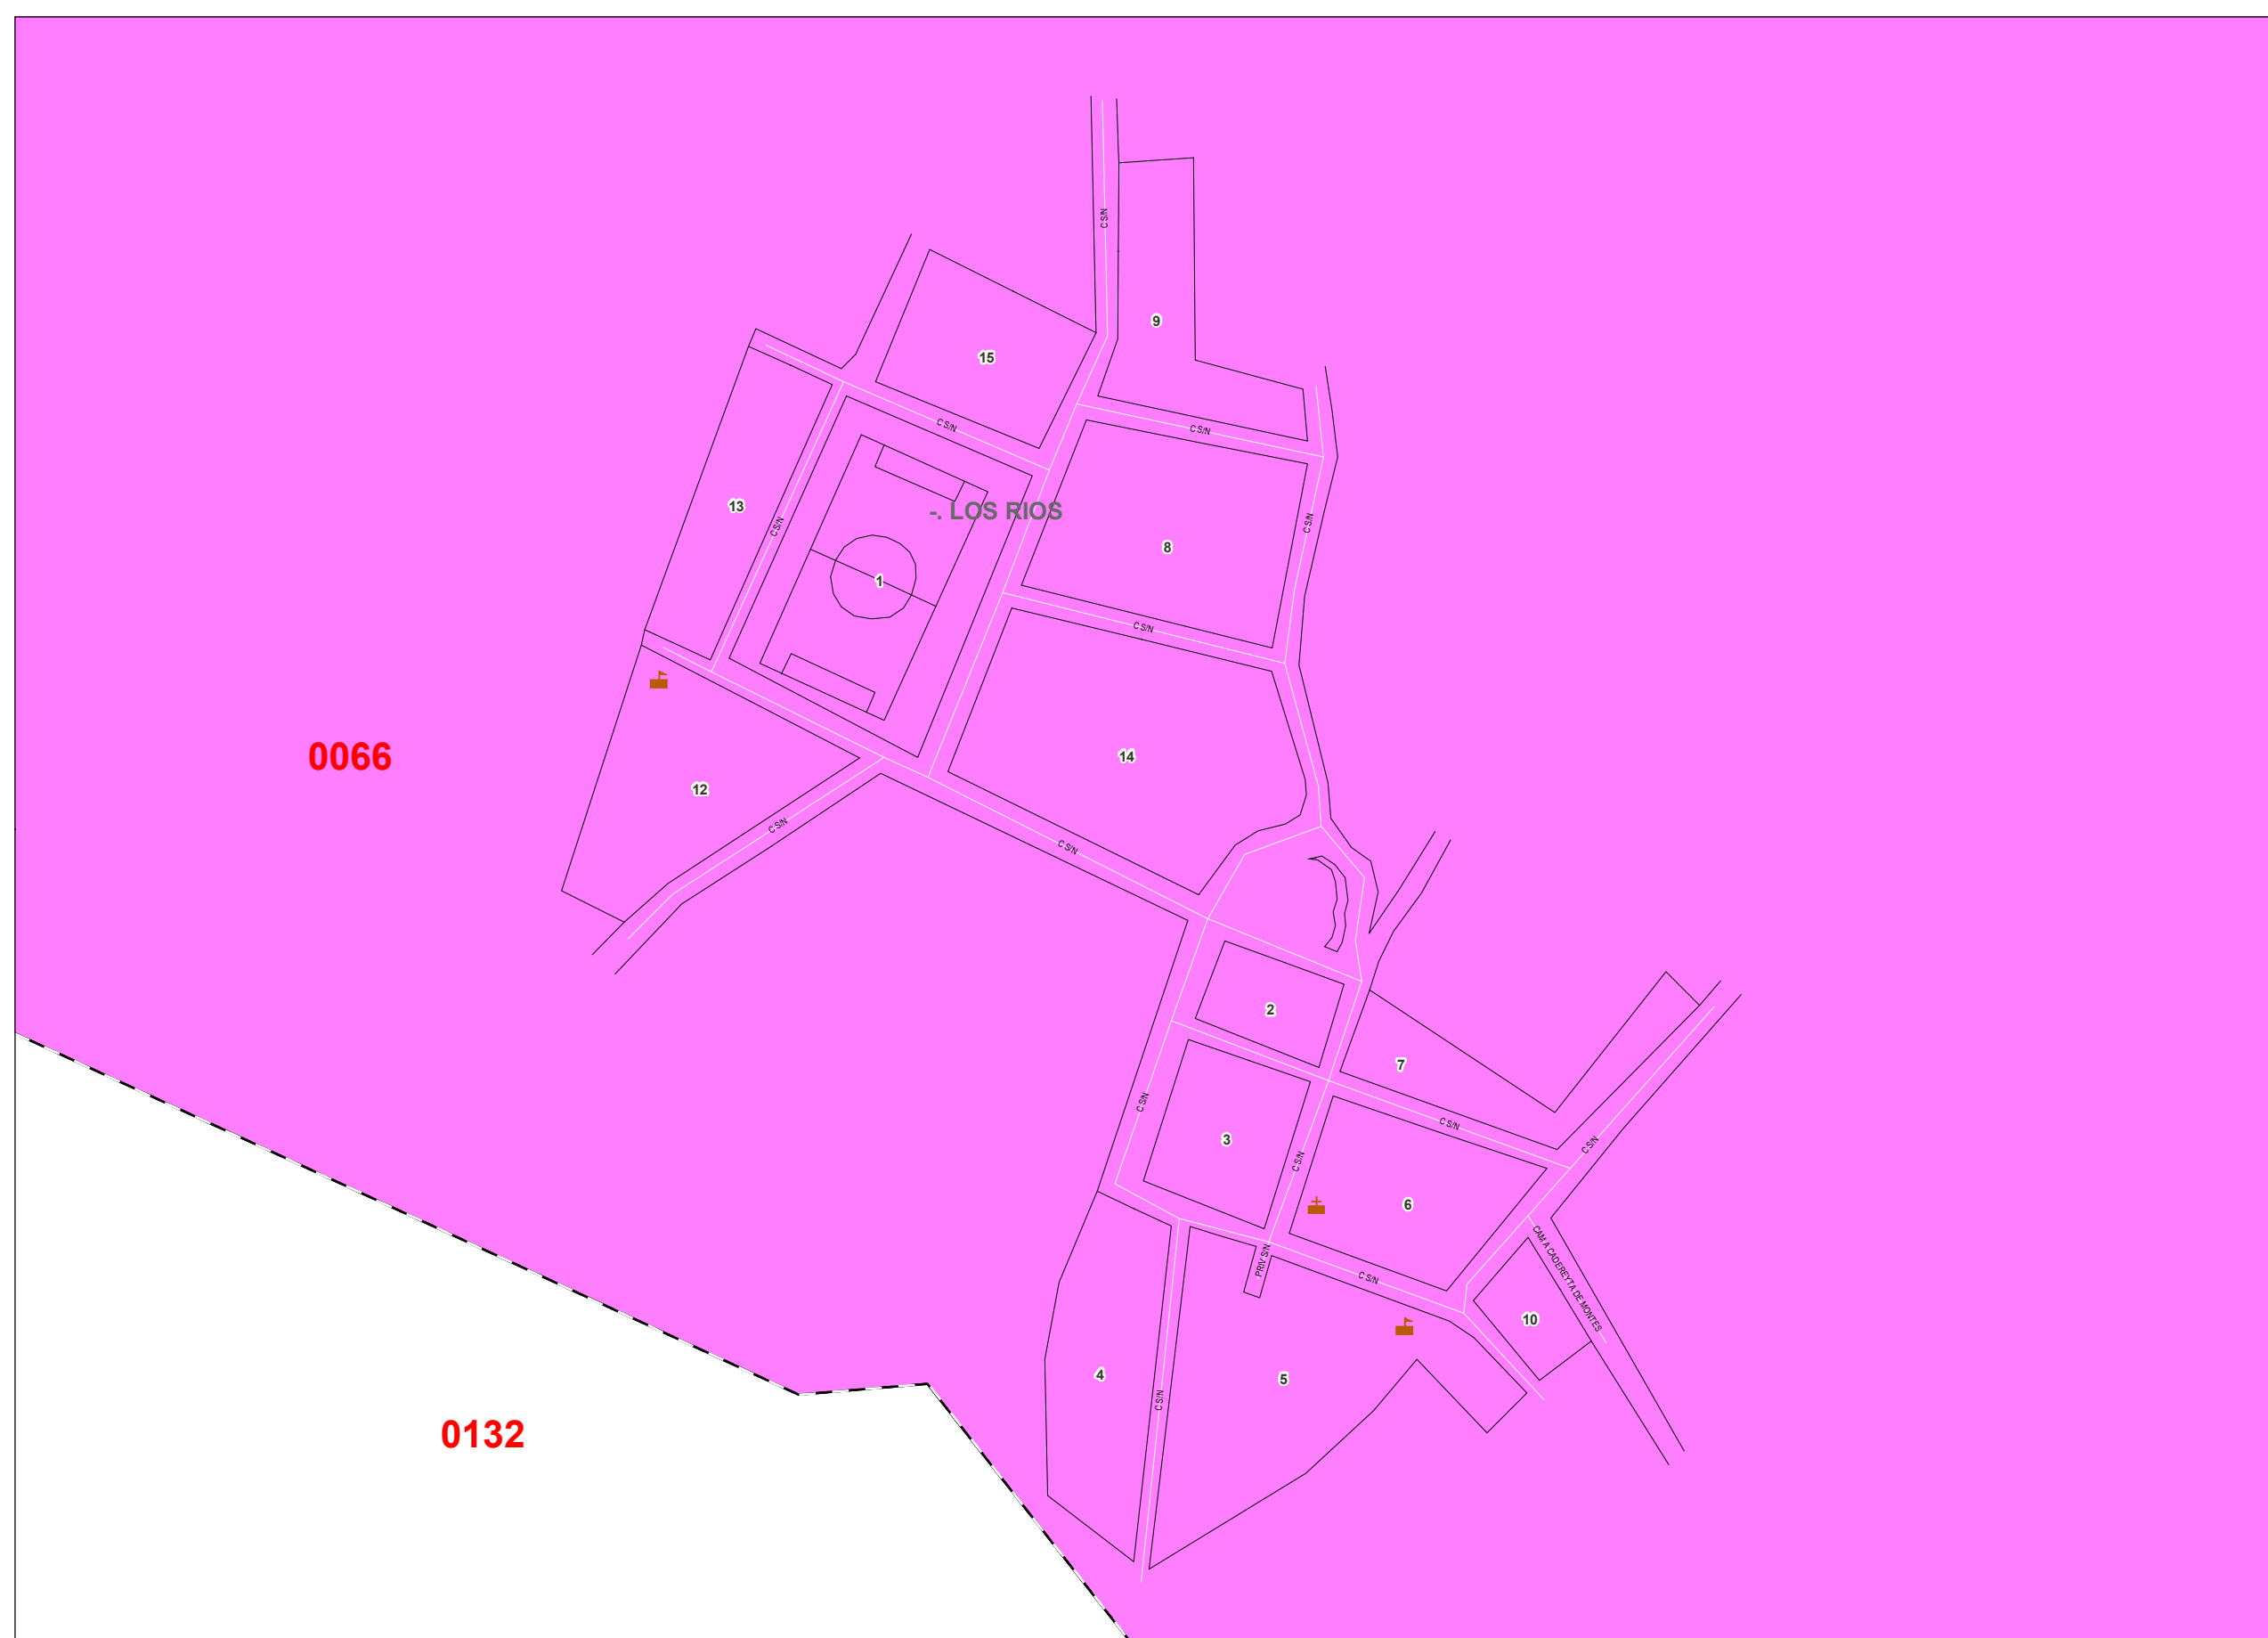 C S/N
9
15
C S/N
C S/N
13
-. LOS RIOS
C S/N
C S/N
8
1
C S/N
0066
14
12
C S/N
C S/N
2
7
C S/N
C S/N
3
C S/N
C S/N
6
PRIV S/N
C S/N
CAM A CADEREYTA DE MONTES
10
4
5
C S/N
0132